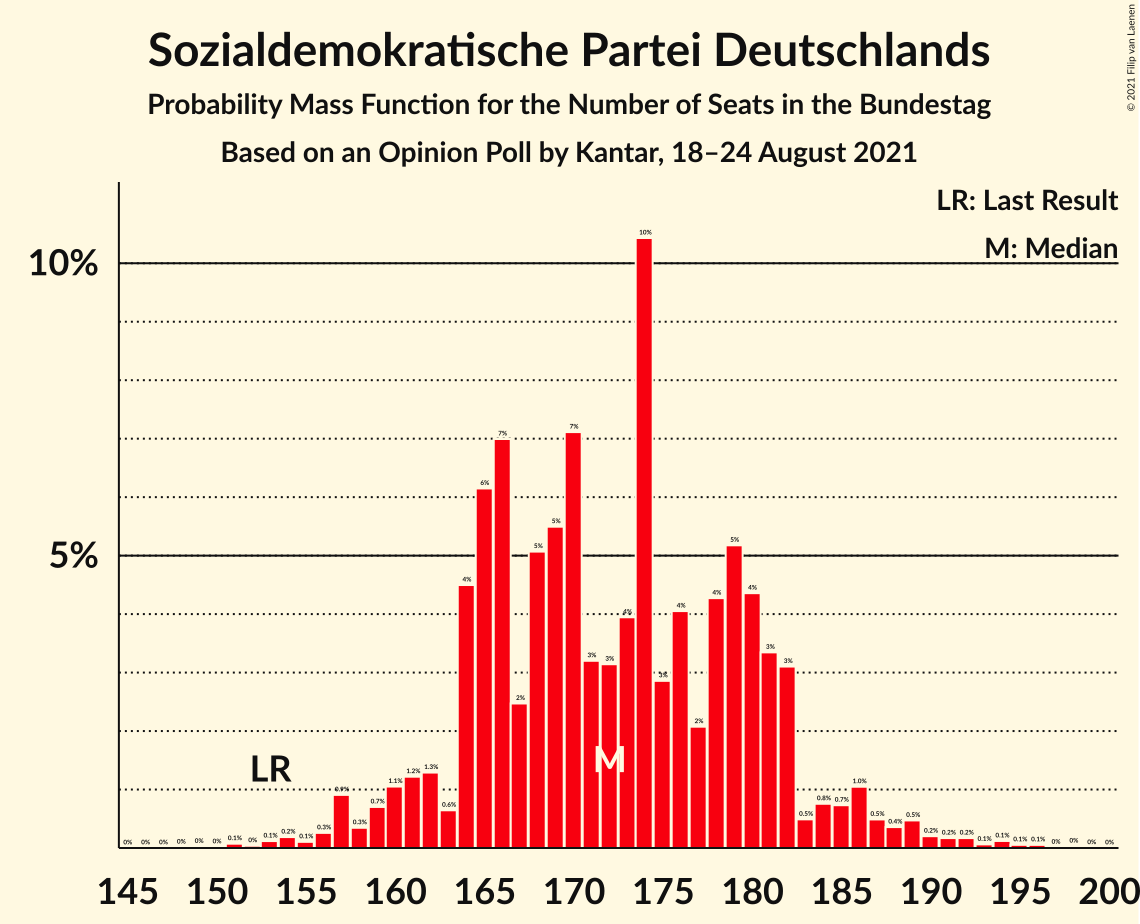 Sozialdemokratische Partei Deutschlands
Probability Mass Function for the Number of Seats in the Bundestag
Based on an Opinion Poll by Kantar, 18–24 August 2021
© 2021 Filip van Laenen
LR: Last Result
M: Median
10%
5%
LR
M
0% 0% 0% 0% 0% 0% 0.1% 0% 0.1% 0.2% 0.1% 0.3% 0.9% 0.3% 0.7% 1.1% 1.2% 1.3% 0.6% 4% 6% 7% 2% 5% 5% 7% 3% 3% 4% 10% 3% 4% 2% 4% 5% 4% 3% 3% 0.5% 0.8% 0.7% 1.0% 0.5% 0.4% 0.5% 0.2% 0.2% 0.2% 0.1% 0.1% 0.1% 0.1% 0% 0% 0% 0%
145 150 155 160 165 170 175 180 185 190 195 200